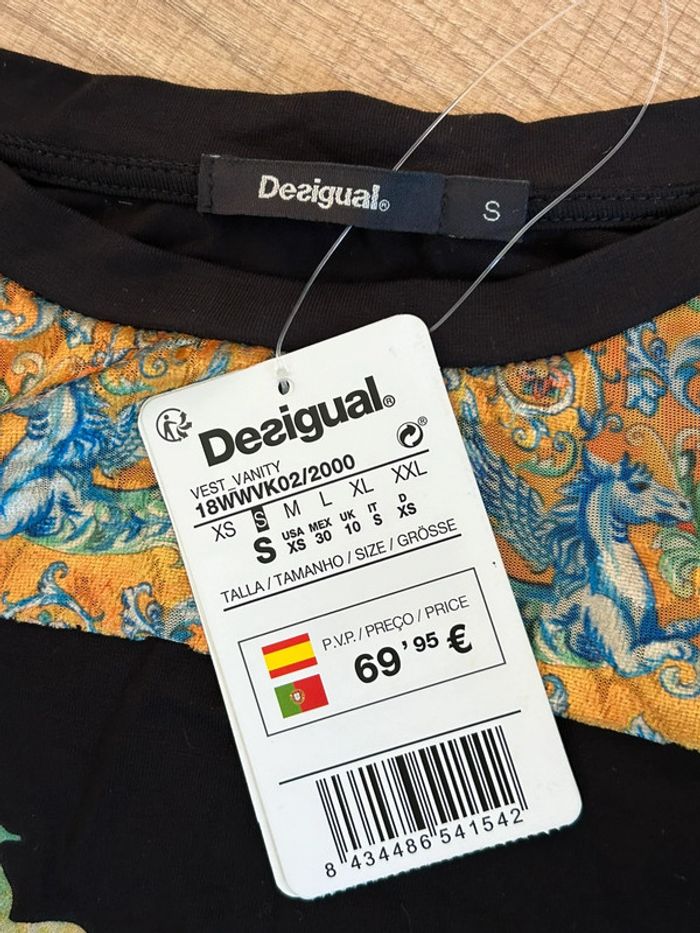 Desigual® S
Desigual®
VEST_VANITY
18WWVK02/2000
XS S M L XL XXL
S USA XS MEX 30 UK 10 IT S D XS
TALLA / TAMANHO / SIZE / GRÖSSE
P.V.P. / PREÇO / PRICE
69'95 €
8 434486 541542